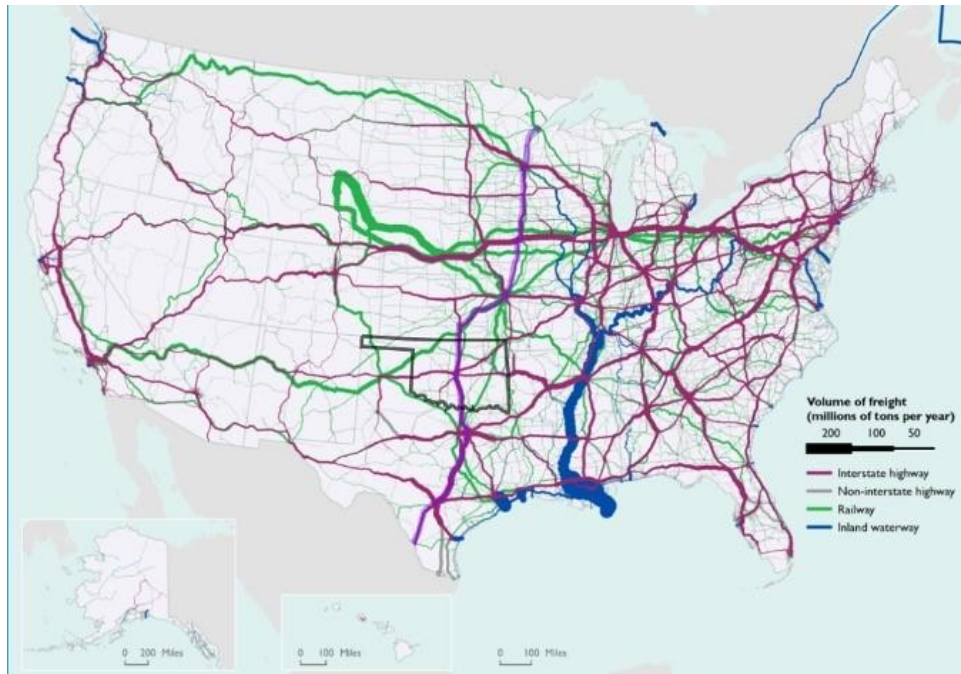 Volume of freight
(millions of tons per year)
200 100 50
Interstate highway
Non-interstate highway
Railway
Inland waterway
0 200 Miles
0 100 Miles
0 100 Miles